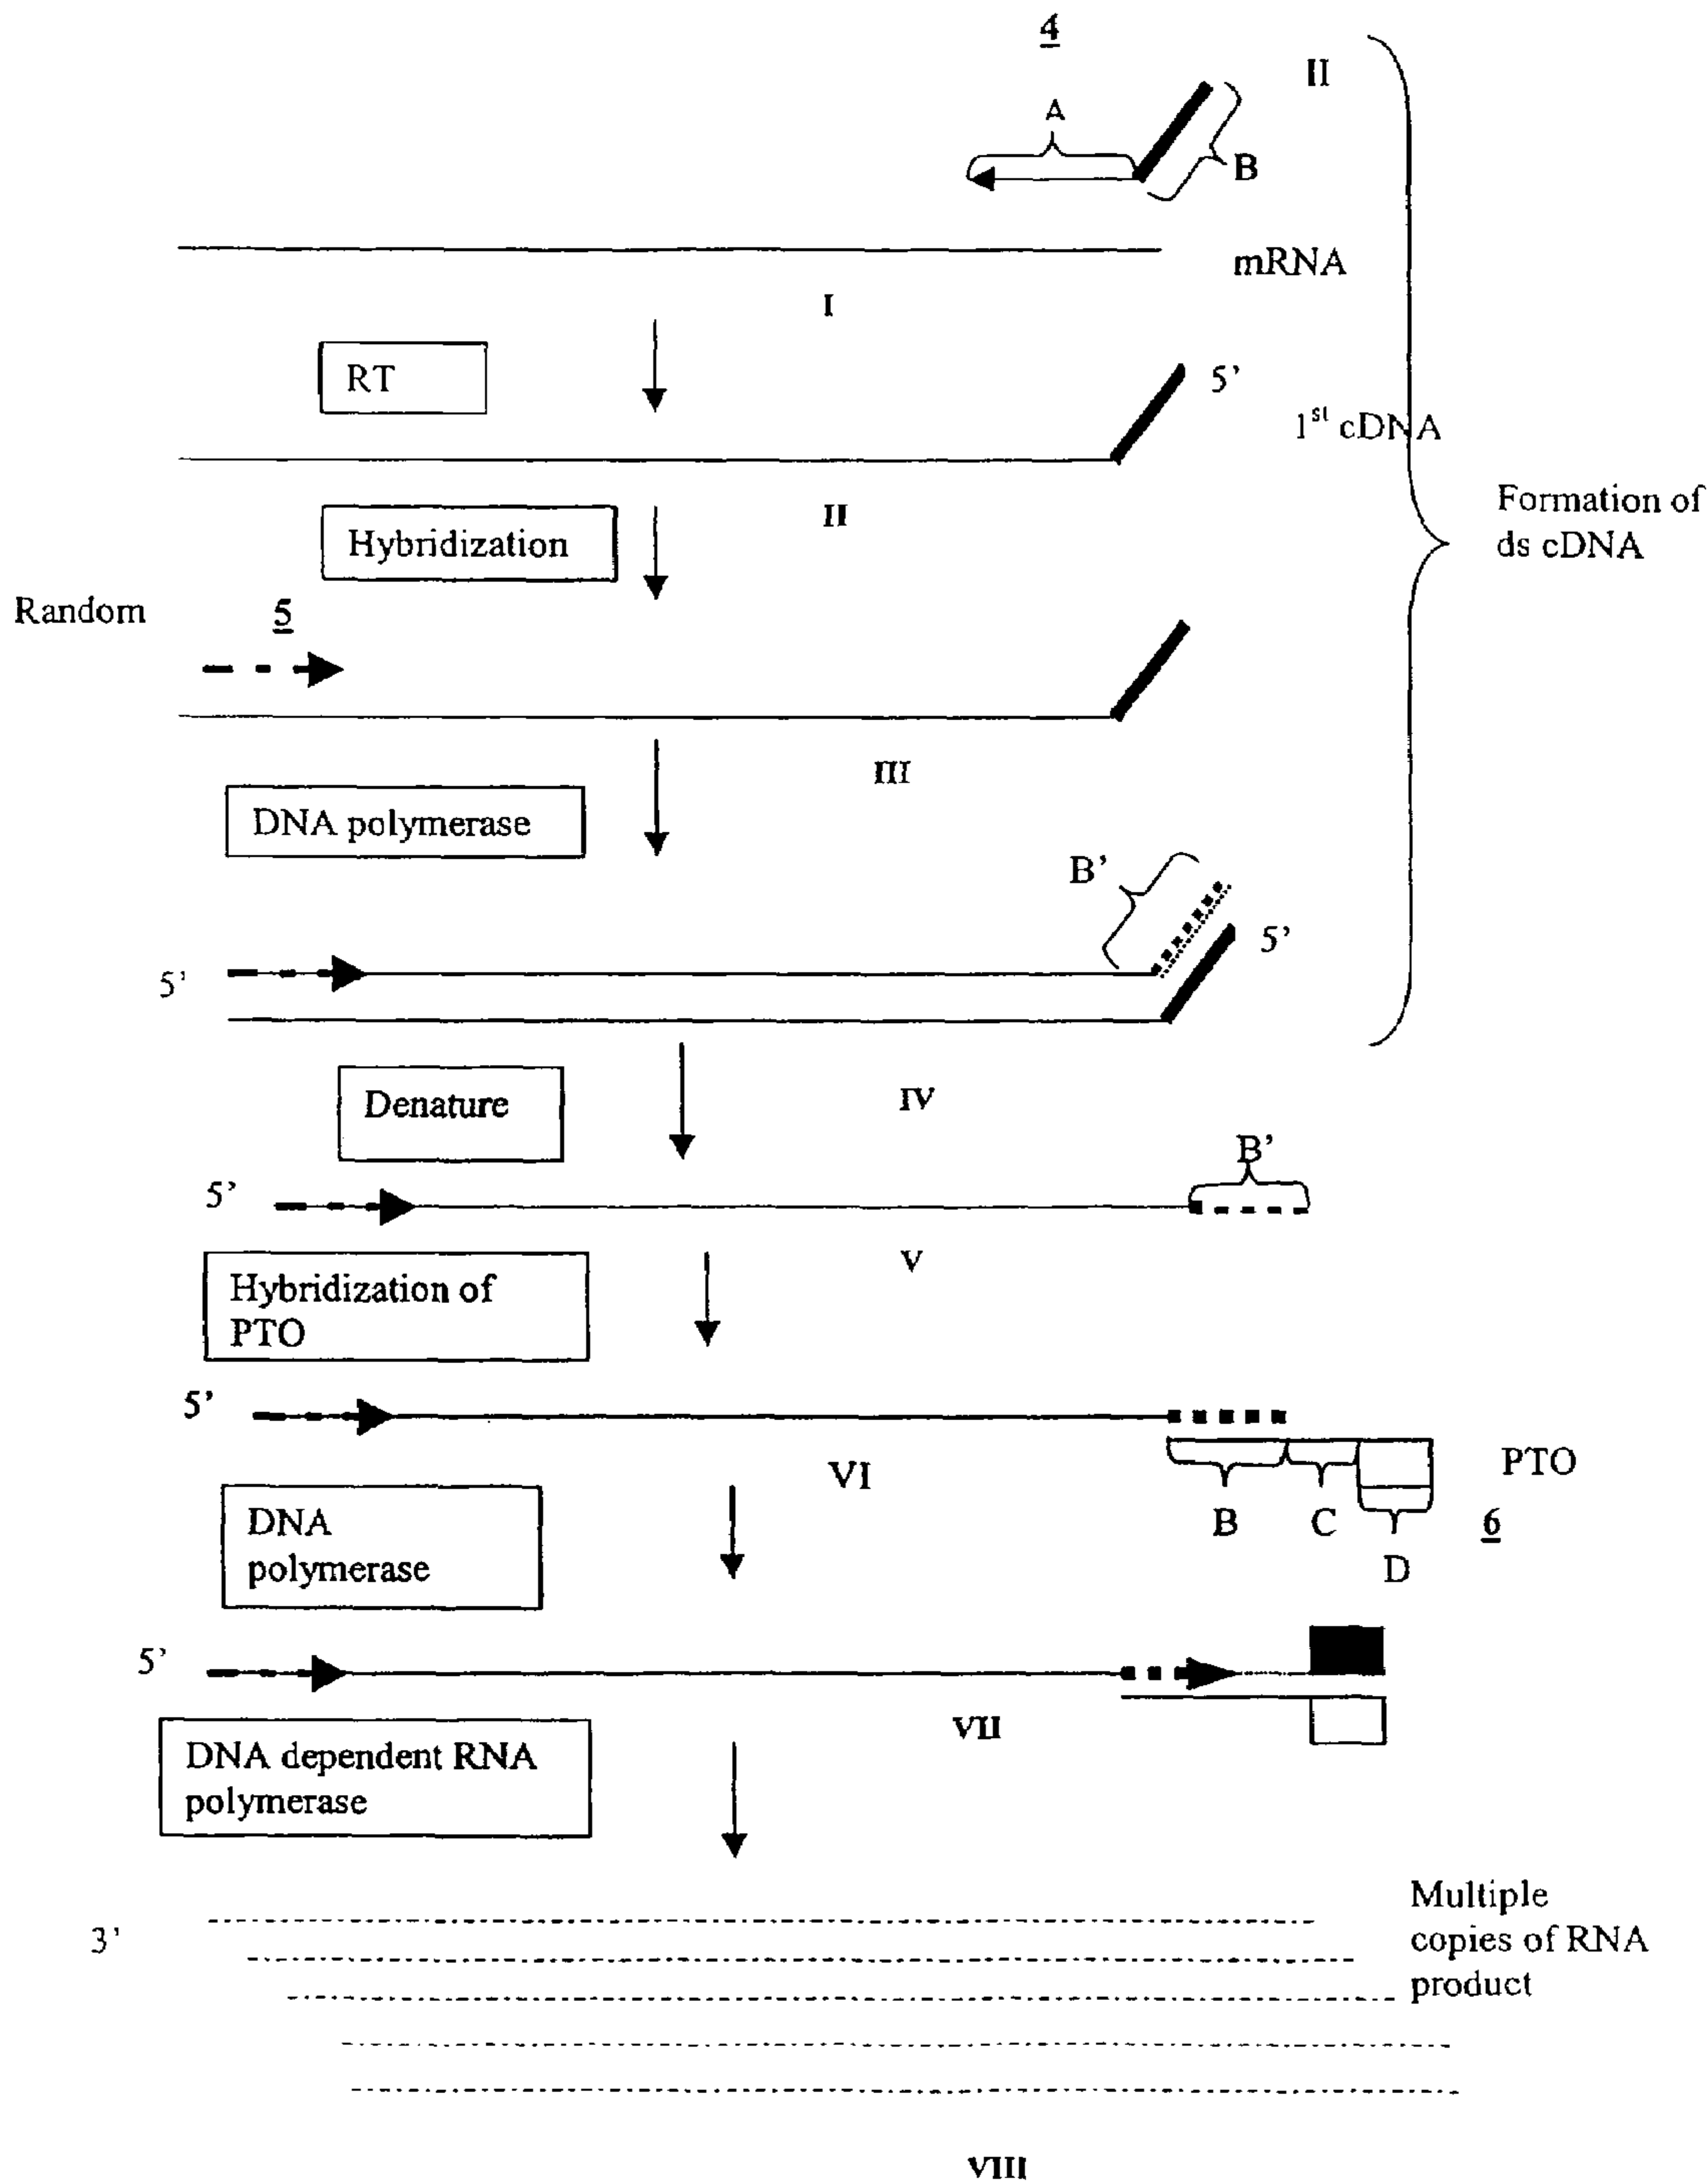 4
II
A
B
mRNA
I
RT
5’
1st cDNA
Formation of
ds cDNA
II
Hybridization
Random
5
III
DNA polymerase
B’
5’
5’
IV
Denature
B’
5’
V
Hybridization of
PTO
5’
VI
PTO
B
C
6
D
DNA
polymerase
5’
VII
DNA dependent RNA
polymerase
Multiple
copies of RNA
product
3’
VIII